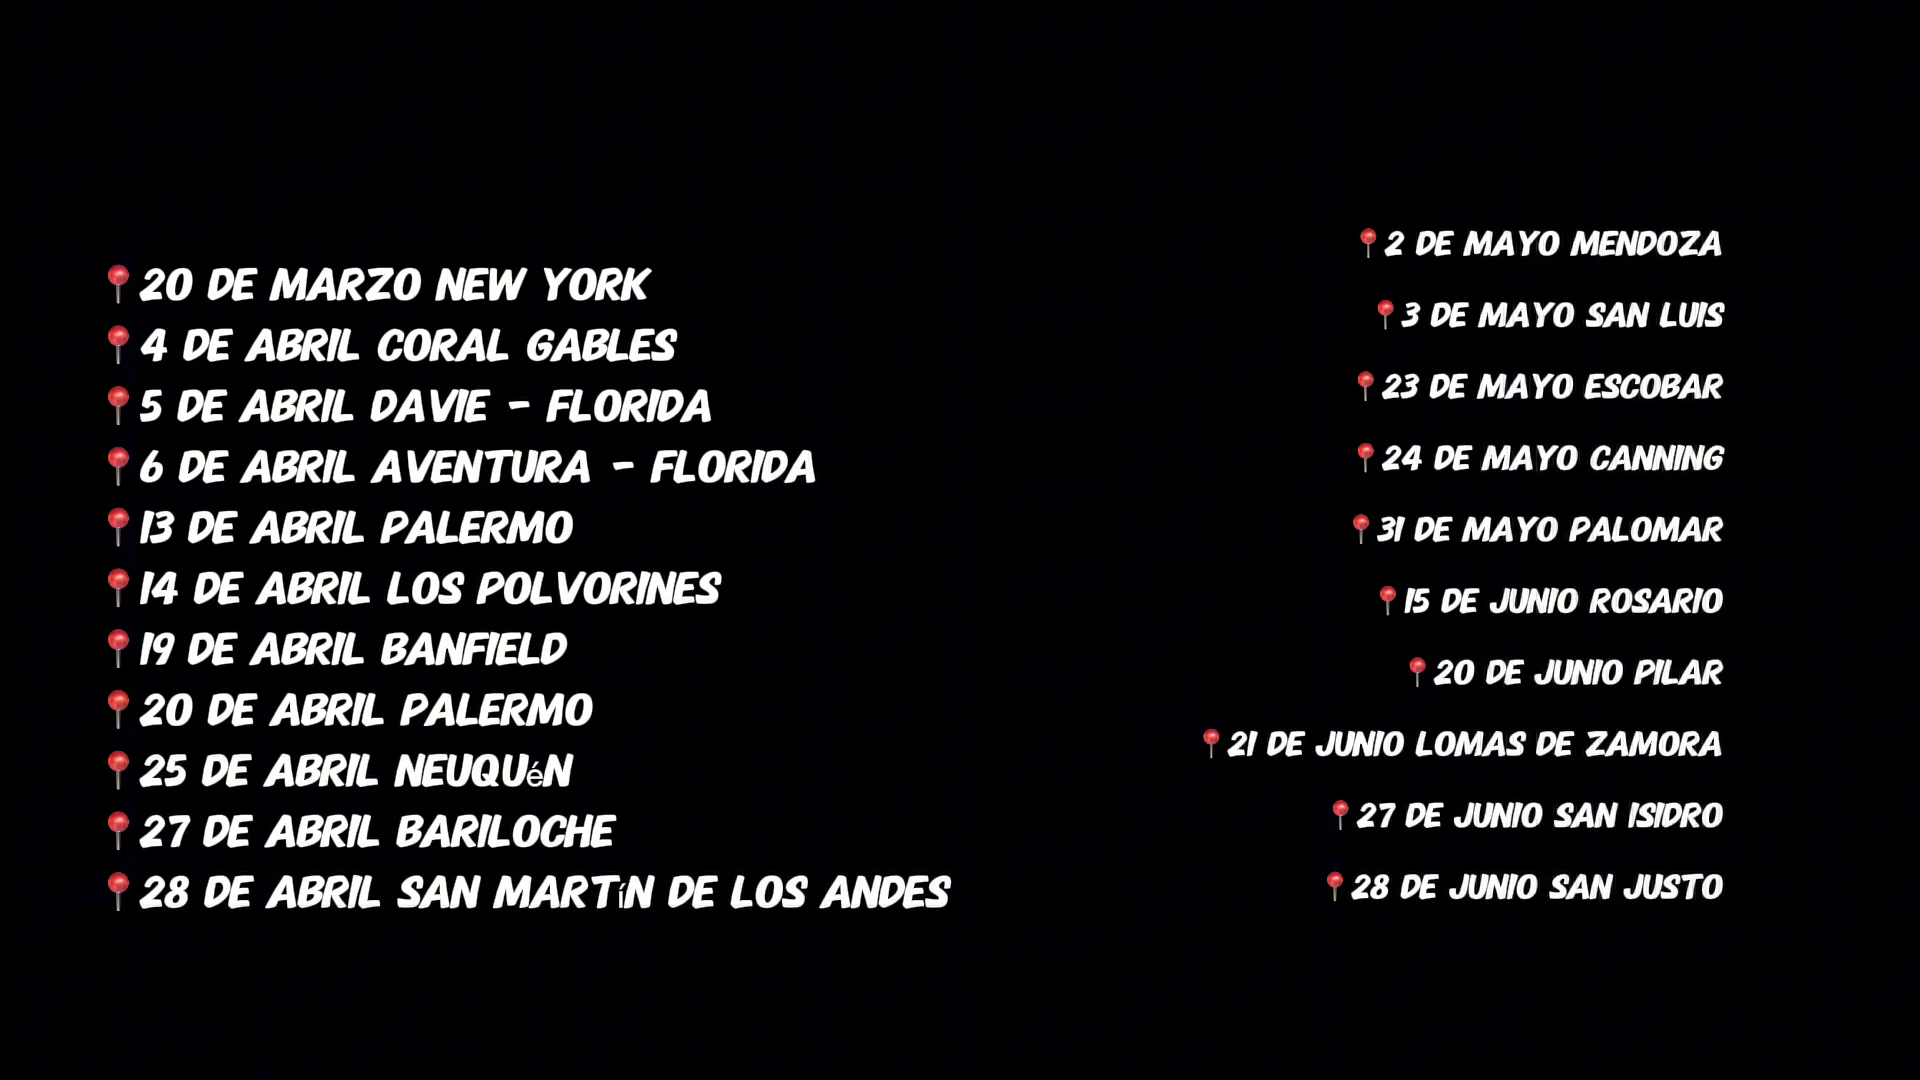 📍20 DE MARZO NEW YORK
📍4 DE ABRIL CORAL GABLES
📍5 DE ABRIL DAVIE - FLORIDA
📍6 DE ABRIL AVENTURA - FLORIDA
📍13 DE ABRIL PALERMO
📍14 DE ABRIL LOS POLVORINES
📍19 DE ABRIL BANFIELD
📍20 DE ABRIL PALERMO
📍25 DE ABRIL NEUQUéN
📍27 DE ABRIL BARILOCHE
📍28 DE ABRIL SAN MARTíN DE LOS ANDES
📍2 DE MAYO MENDOZA
📍3 DE MAYO SAN LUIS
📍23 DE MAYO ESCOBAR
📍24 DE MAYO CANNING
📍31 DE MAYO PALOMAR
📍15 DE JUNIO ROSARIO
📍20 DE JUNIO PILAR
📍21 DE JUNIO LOMAS DE ZAMORA
📍27 DE JUNIO SAN ISIDRO
📍28 DE JUNIO SAN JUSTO